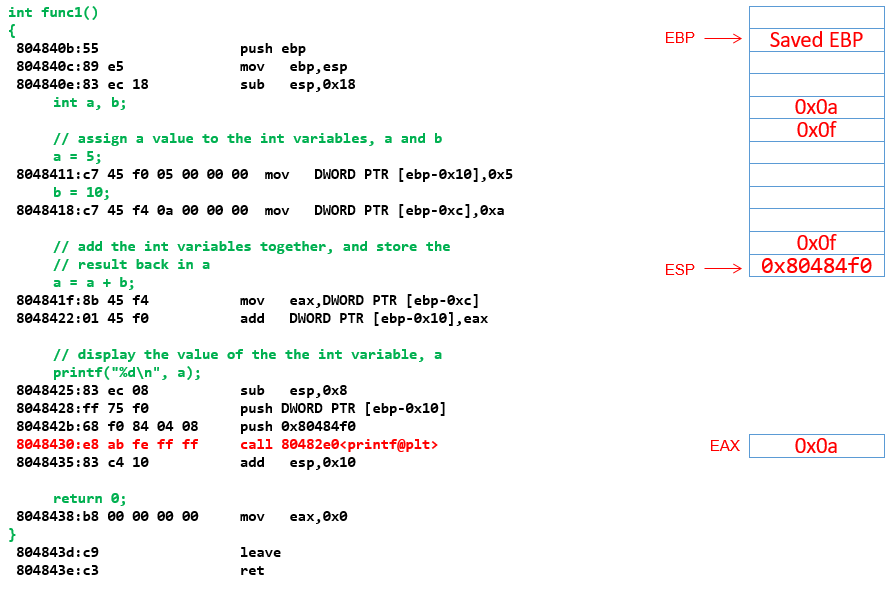 int func1()
{
804840b:55 push ebp
804840c:89 e5 mov ebp,esp
804840e:83 ec 18 sub esp,0x18
int a, b;
// assign a value to the int variables, a and b
a = 5;
8048411:c7 45 f0 05 00 00 00 mov DWORD PTR [ebp-0x10],0x5
b = 10;
8048418:c7 45 f4 0a 00 00 00 mov DWORD PTR [ebp-0xc],0xa
// add the int variables together, and store the
// result back in a
a = a + b;
804841f:8b 45 f4 mov eax,DWORD PTR [ebp-0xc]
8048422:01 45 f0 add DWORD PTR [ebp-0x10],eax
// display the value of the the int variable, a
printf("%d\n", a);
8048425:83 ec 08 sub esp,0x8
8048428:ff 75 f0 push DWORD PTR [ebp-0x10]
804842b:68 f0 84 04 08 push 0x80484f0
8048430:e8 ab fe ff ff call 80482e0<printf@plt>
8048435:83 c4 10 add esp,0x10
return 0;
8048438:b8 00 00 00 00 mov eax,0x0
}
804843d:c9 leave
804843e:c3 ret
EBP Saved EBP
0x0a
0x0f
0x0f
ESP 0x80484f0
EAX 0x0a